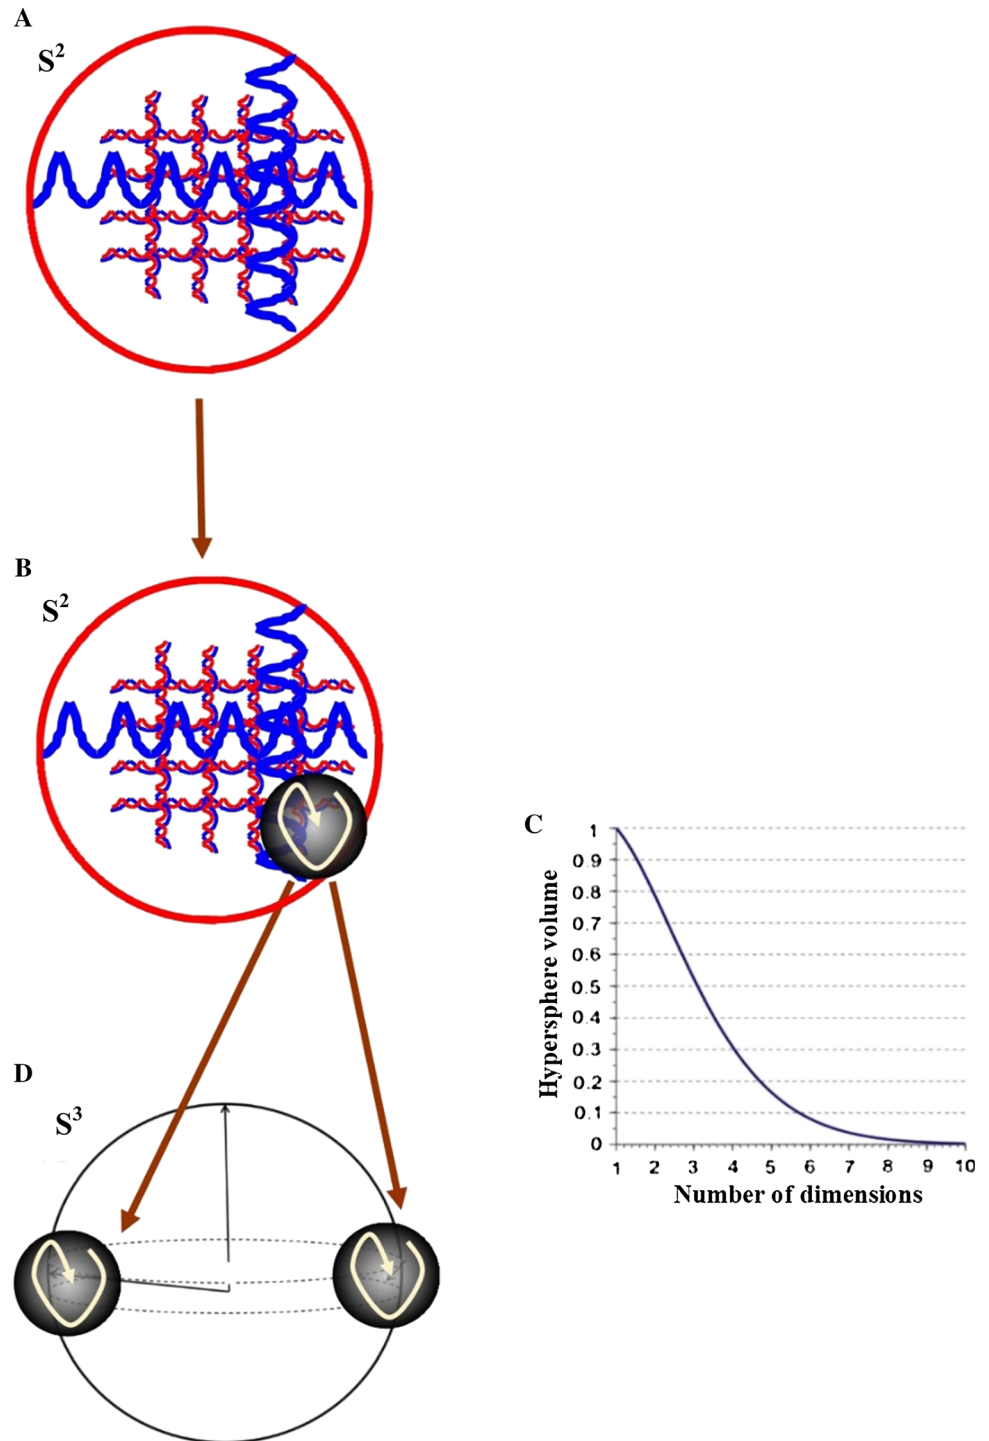 A
S²
B
S²
C
1
0.9
0.8
0.7
0.6
0.5
0.4
0.3
0.2
0.1
0
Hypersphere volume
1 2 3 4 5 6 7 8 9 10
Number of dimensions
D
S³